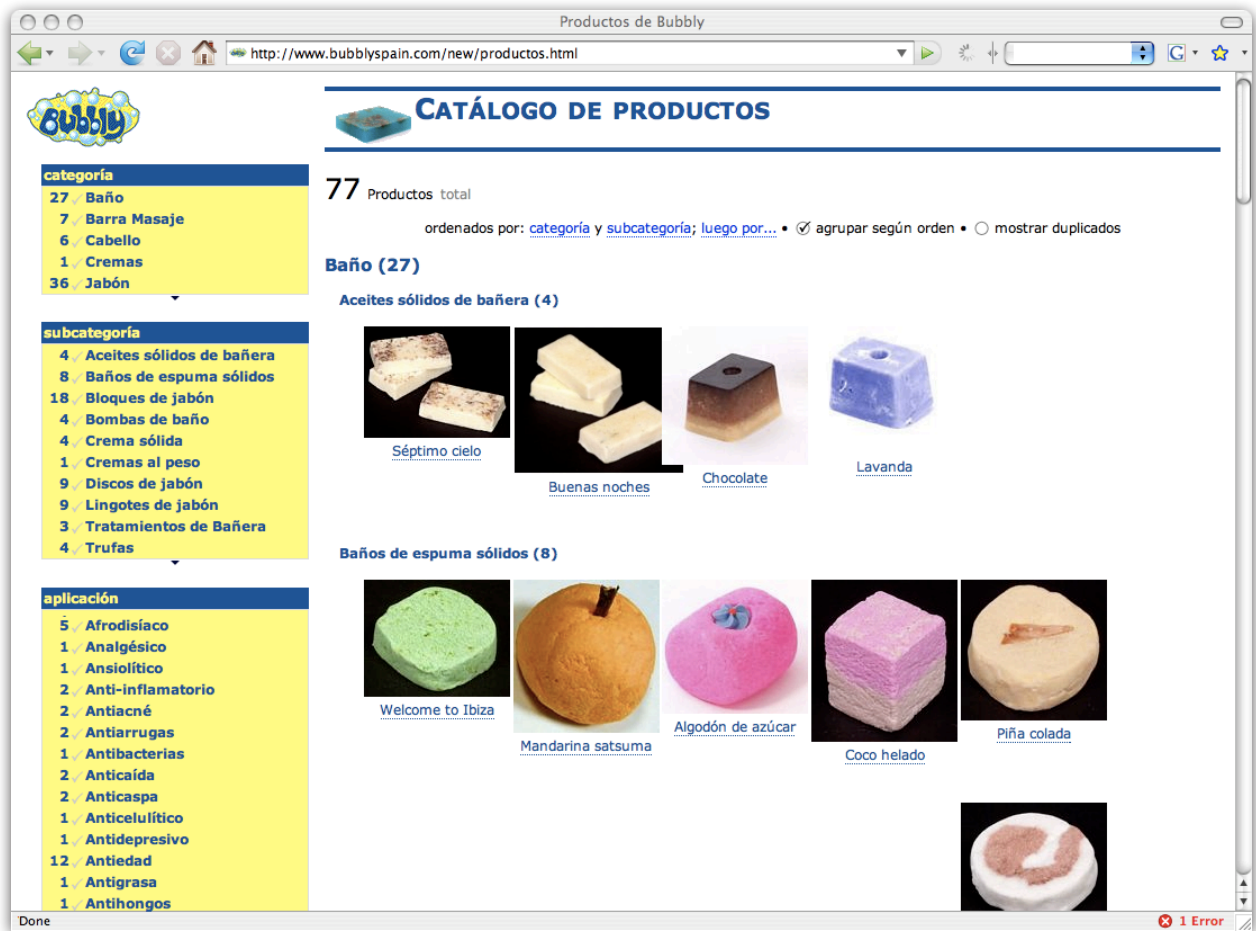 Productos de Bubbly
http://www.bubblyspain.com/new/productos.html
G
Bubbly
CATÁLOGO DE PRODUCTOS
categoría
27 Baño
7 Barra Masaje
6 Cabello
1 Cremas
36 Jabón
subcategoría
4 Aceites sólidos de bañera
8 Baños de espuma sólidos
18 Bloques de jabón
4 Bombas de baño
4 Crema sólida
1 Cremas al peso
9 Discos de jabón
9 Lingotes de jabón
3 Tratamientos de Bañera
4 Trufas
aplicación
5 Afrodisíaco
1 Analgésico
1 Ansiolítico
2 Anti-inflamatorio
2 Antiacné
2 Antiarrugas
1 Antibacterias
2 Anticaída
2 Anticaspa
1 Anticelulítico
1 Antidepresivo
12 Antiedad
1 Antigrasa
1 Antihongos
77 Productos total
ordenados por: categoría y subcategoría; luego por... • agrupar según orden • mostrar duplicados
Baño (27)
Aceites sólidos de bañera (4)
Séptimo cielo
Buenas noches
Chocolate
Lavanda
Baños de espuma sólidos (8)
Welcome to Ibiza
Mandarina satsuma
Algodón de azúcar
Coco helado
Piña colada
Done
1 Error